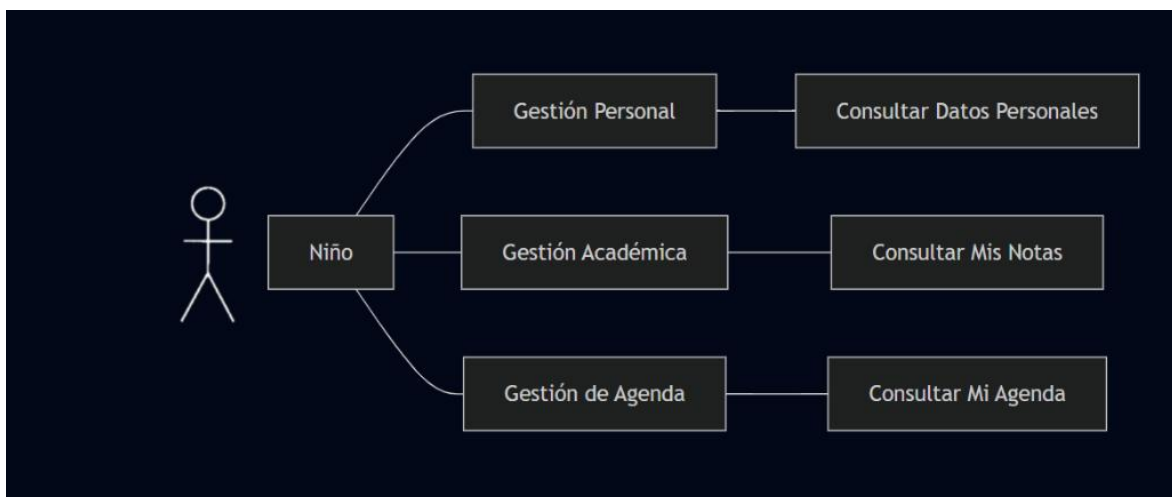 Gestión Personal
Consultar Datos Personales
Niño
Gestión Académica
Consultar Mis Notas
Gestión de Agenda
Consultar Mi Agenda